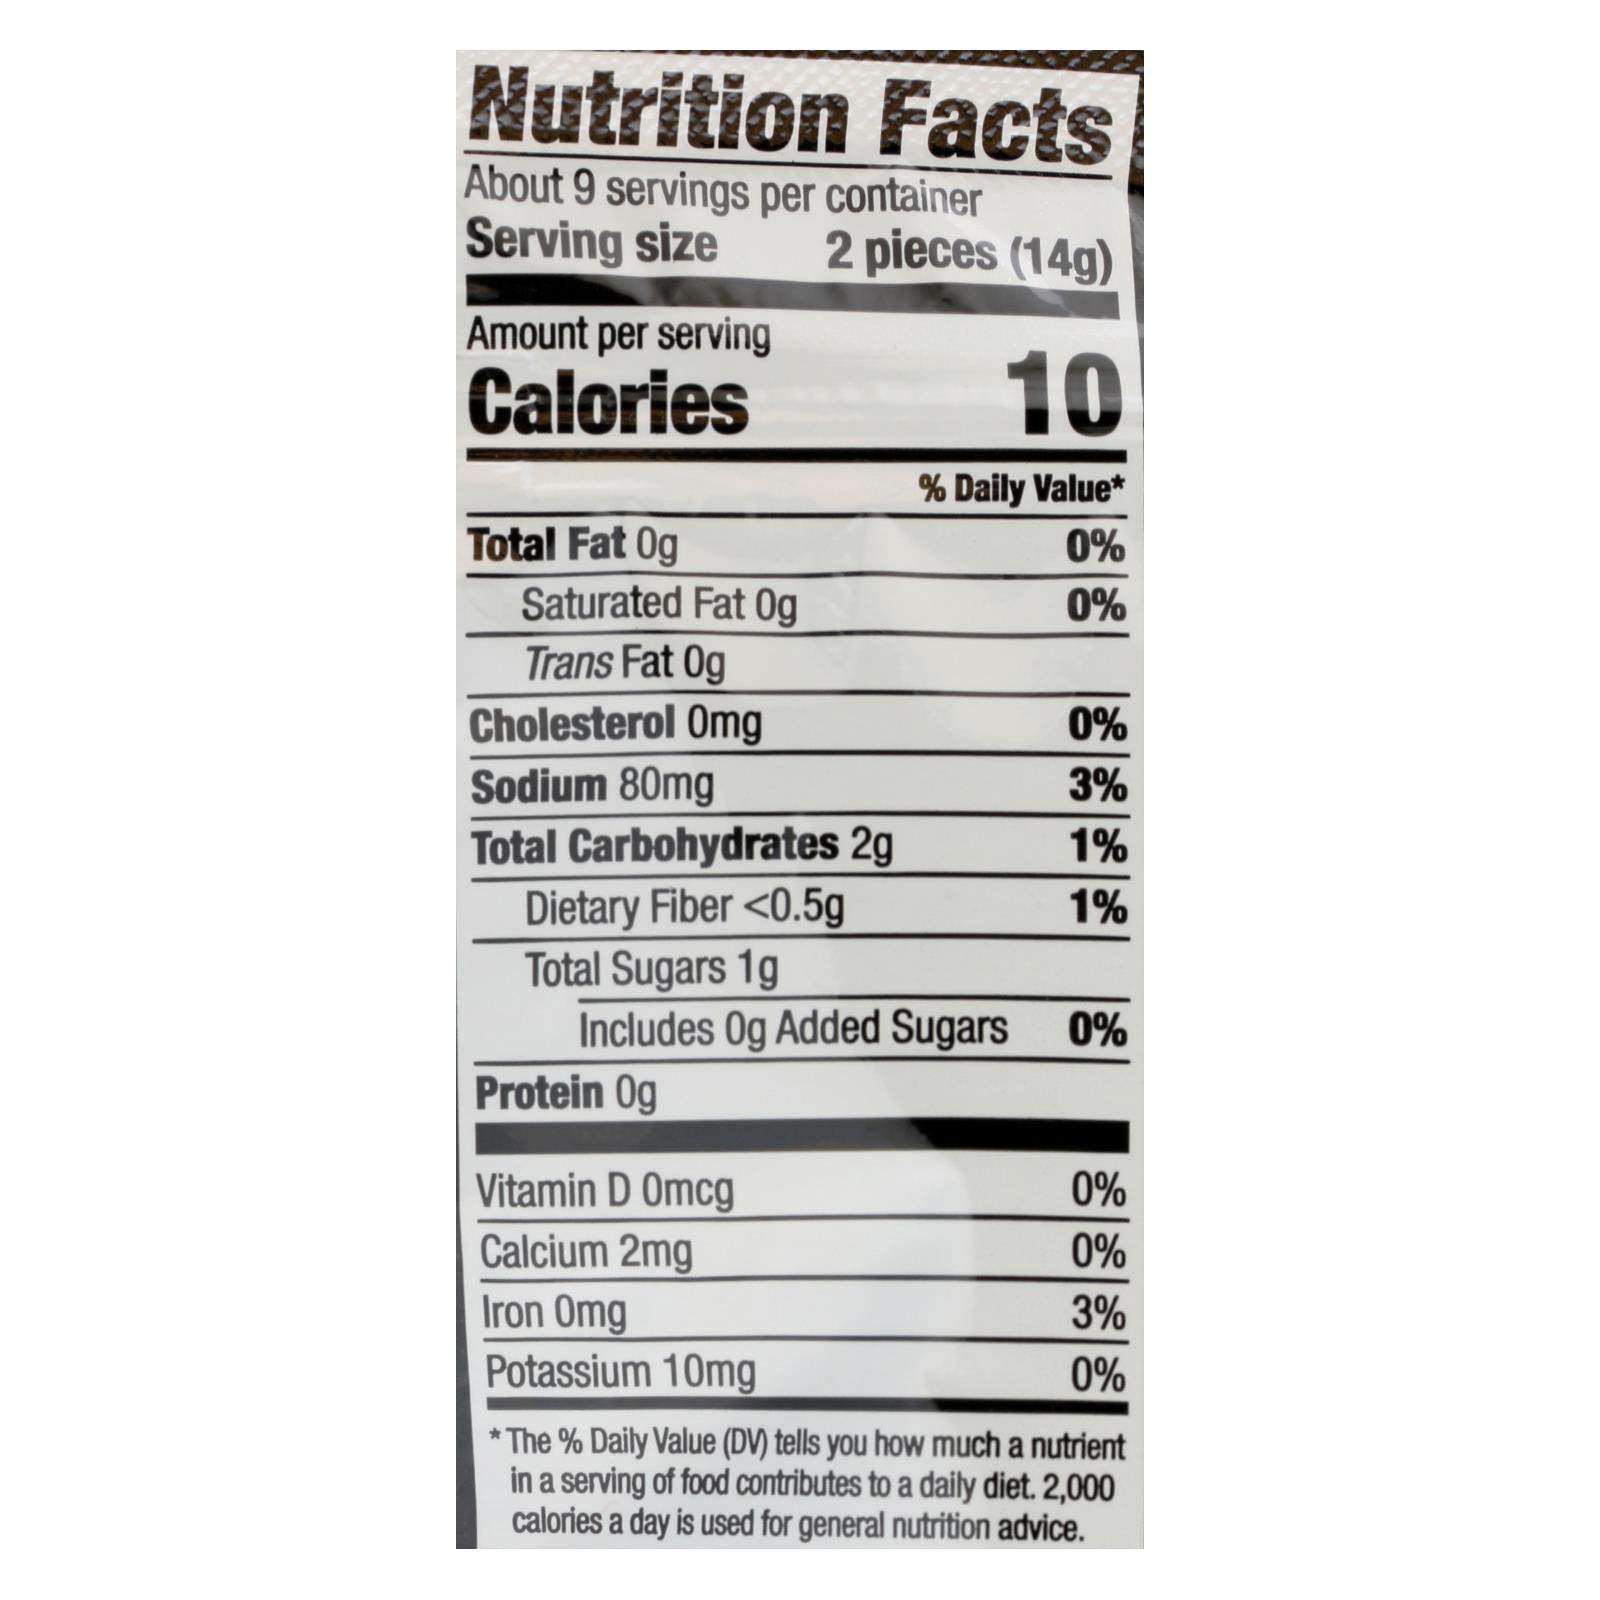 Nutrition Facts
About 9 servings per container
Serving size 2 pieces (14g)
Amount per serving
Calories 10
% Daily Value*
Total Fat 0g 0%
Saturated Fat 0g 0%
Trans Fat 0g
Cholesterol 0mg 0%
Sodium 80mg 3%
Total Carbohydrates 2g 1%
Dietary Fiber <0.5g 1%
Total Sugars 1g
Includes 0g Added Sugars 0%
Protein 0g
Vitamin D 0mcg 0%
Calcium 2mg 0%
Iron 0mg 3%
Potassium 10mg 0%
* The % Daily Value (DV) tells you how much a nutrient
in a serving of food contributes to a daily diet. 2,000
calories a day is used for general nutrition advice.